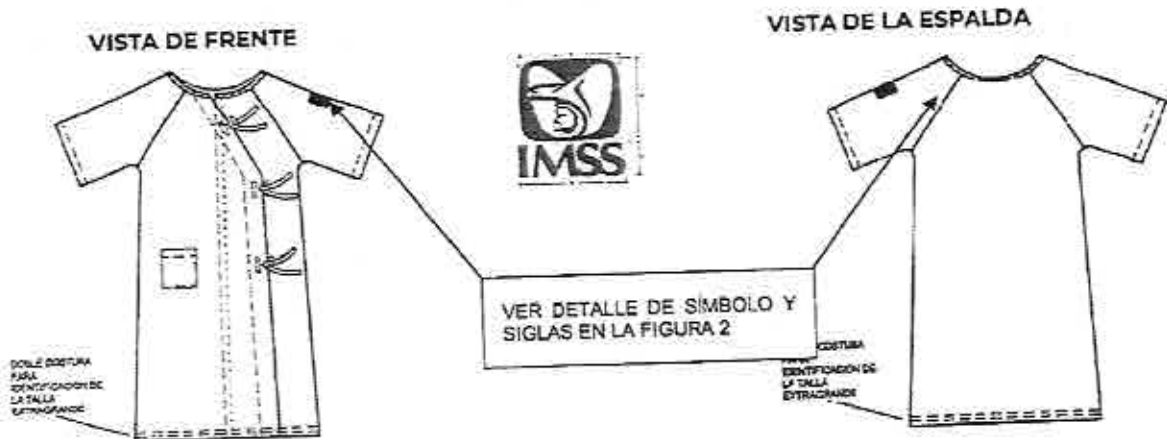 VISTA DE FRENTE
VISTA DE LA ESPALDA
IMSS
VER DETALLE DE SÍMBOLO Y
SIGLAS EN LA FIGURA 2
DOBLE COSTURA
PARA
IDENTIFICACION DE
LA TALLA
EXTRAGRANDE
COSTURA
PARA
IDENTIFICACION DE
LA TALLA
EXTRAGRANDE